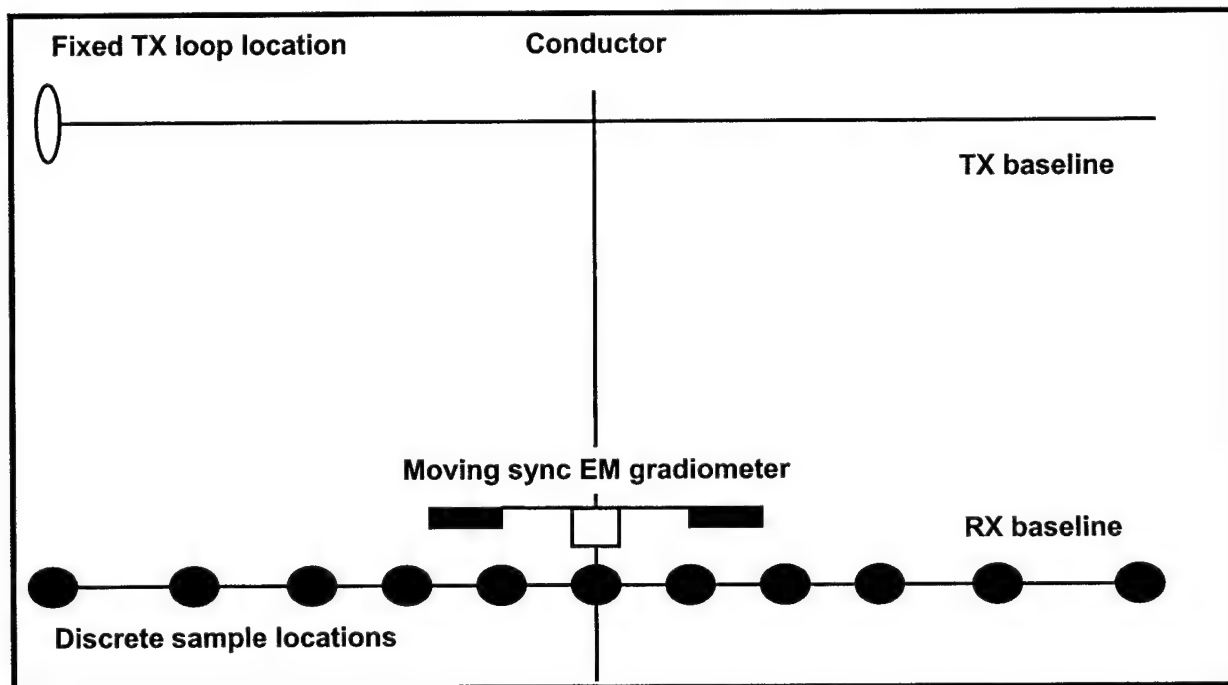 Fixed TX loop location
Conductor
TX baseline
Moving sync EM gradiometer
RX baseline
Discrete sample locations